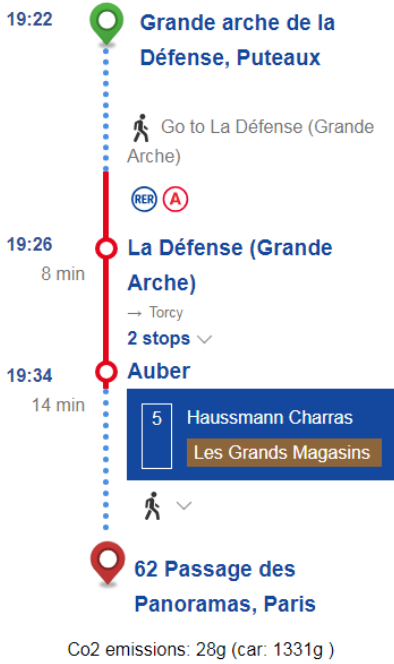 19:22
Grande arche de la
Défense, Puteaux
Go to La Défense (Grande
Arche)
RER A
19:26
La Défense (Grande
8 min
Arche)
→ Torcy
2 stops
19:34
Auber
14 min
5 Haussmann Charras
Les Grands Magasins
62 Passage des
Panoramas, Paris
Co2 emissions: 28g (car: 1331g )